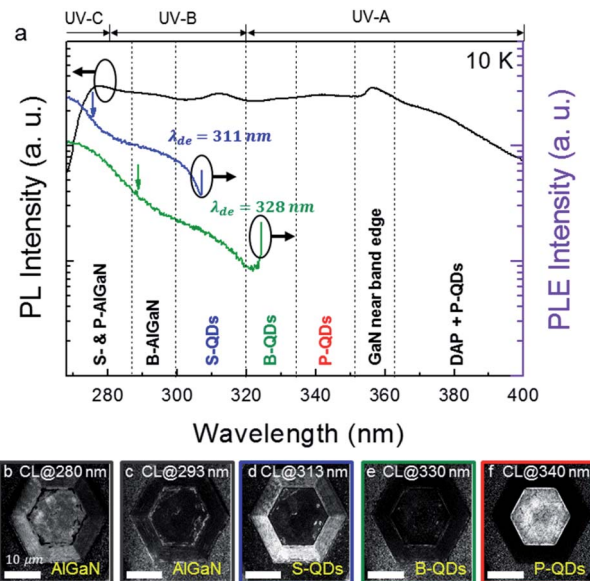 UV-C UV-B UV-A
a
10 K
λde = 311 nm
λde = 328 nm
PL Intensity (a. u.)
PLE Intensity (a. u.)
S- & P-AlGaN
B-AlGaN
S-QDs
B-QDs
P-QDs
GaN near band edge
DAP + P-QDs
280 300 320 340 360 380 400
Wavelength (nm)
b CL@280 nm
10 μm
AlGaN
c CL@293 nm
AlGaN
d CL@313 nm
S-QDs
e CL@330 nm
B-QDs
f CL@340 nm
P-QDs